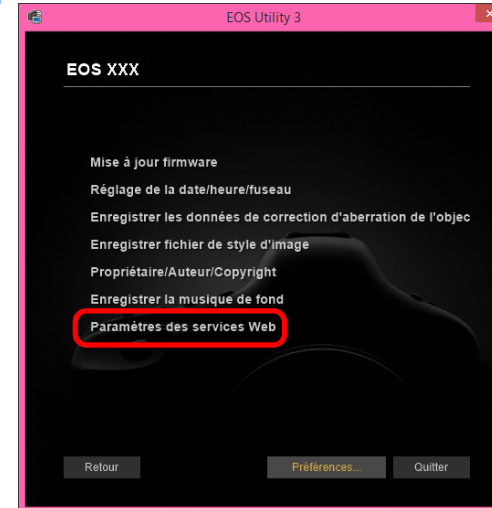 EOS Utility 3
EOS XXX
Mise à jour firmware
Réglage de la date/heure/fuseau
Enregistrer les données de correction d'aberration de l'objec
Enregistrer fichier de style d'image
Propriétaire/Auteur/Copyright
Enregistrer la musique de fond
Paramètres des services Web
Retour Préférences... Quitter